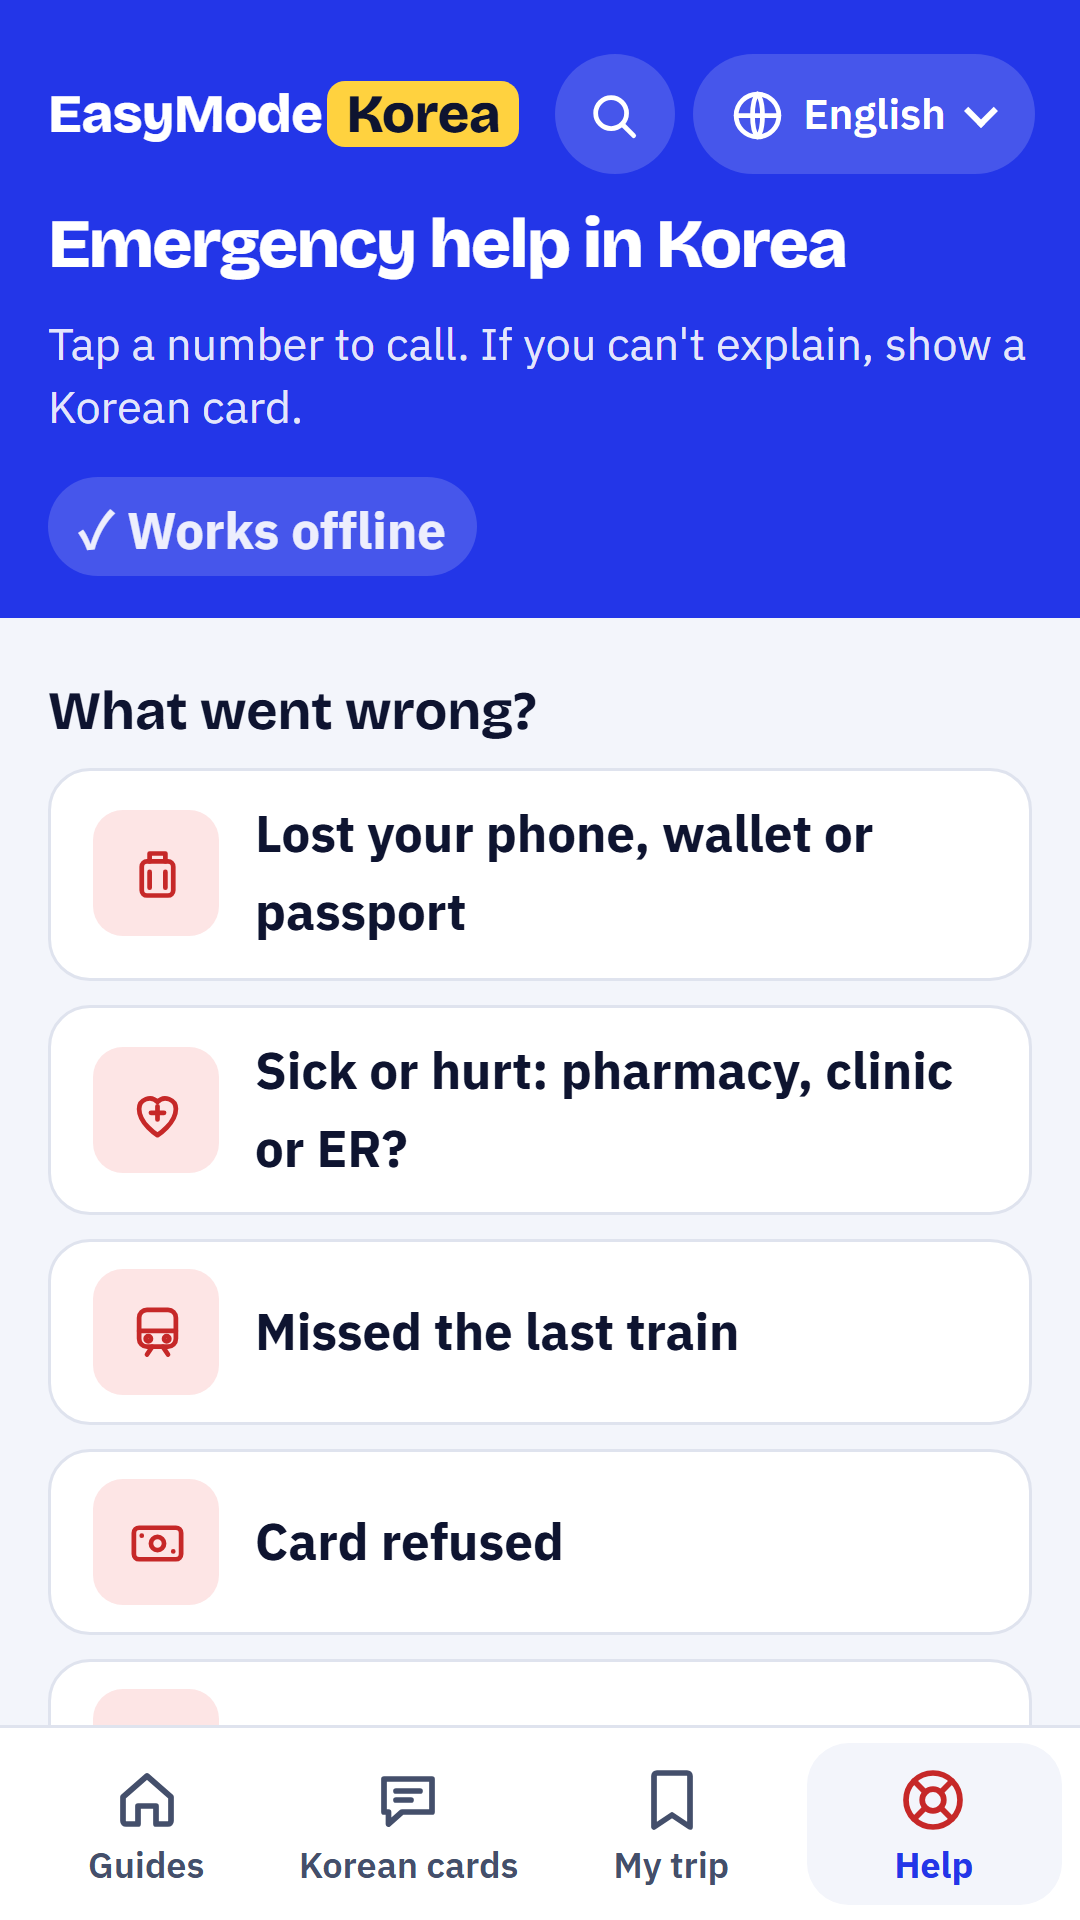 EasyMode Korea
English
Emergency help in Korea
Tap a number to call. If you can't explain, show a
Korean card.
✓ Works offline
What went wrong?
Lost your phone, wallet or
passport
Sick or hurt: pharmacy, clinic
or ER?
Missed the last train
Card refused
Guides
Korean cards
My trip
Help